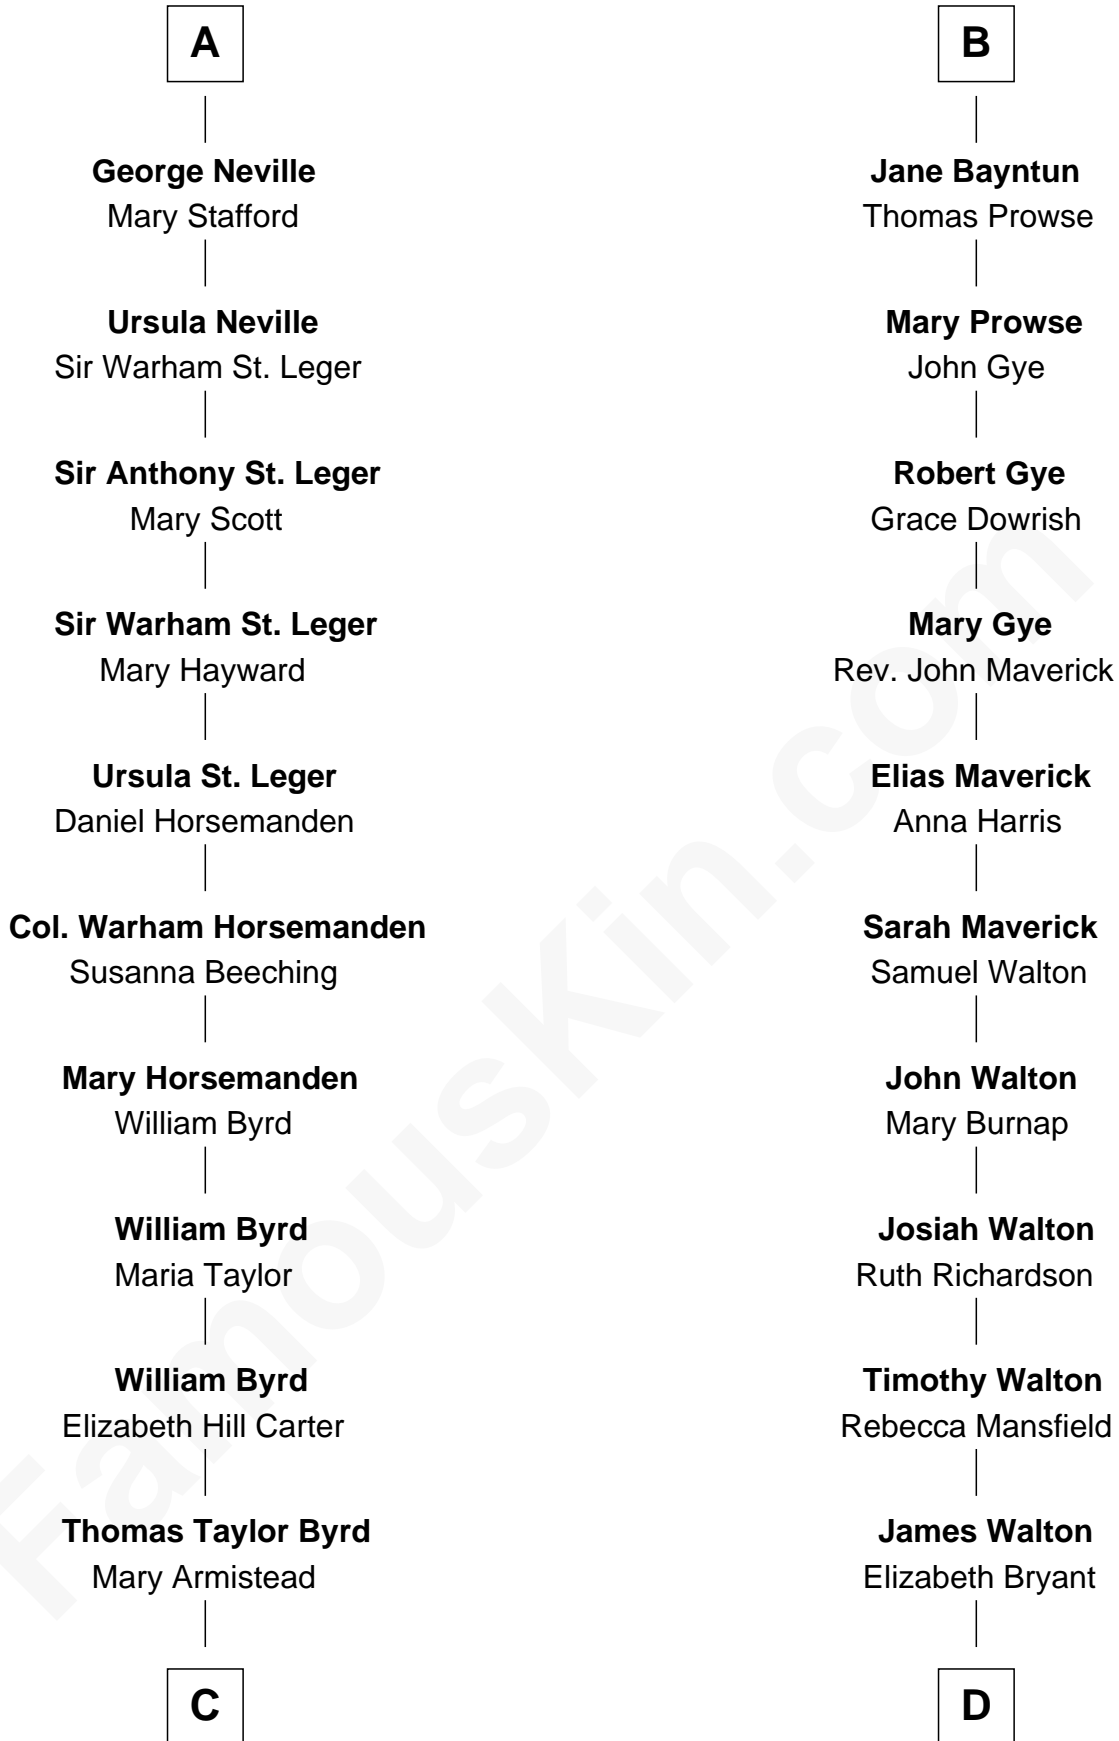 A
George Neville
Mary Stafford
Ursula Neville
Sir Warham St. Leger
Sir Anthony St. Leger
Mary Scott
Sir Warham St. Leger
Mary Hayward
Ursula St. Leger
Daniel Horsemanden
Col. Warham Horsemanden
Susanna Beeching
Mary Horsemanden
William Byrd
William Byrd
Maria Taylor
William Byrd
Elizabeth Hill Carter
Thomas Taylor Byrd
Mary Armistead
C
B
Jane Bayntun
Thomas Prowse
Mary Prowse
John Gye
Robert Gye
Grace Dowrish
Mary Gye
Rev. John Maverick
Elias Maverick
Anna Harris
Sarah Maverick
Samuel Walton
John Walton
Mary Burnap
Josiah Walton
Ruth Richardson
Timothy Walton
Rebecca Mansfield
James Walton
Elizabeth Bryant
D
FamousKin.com